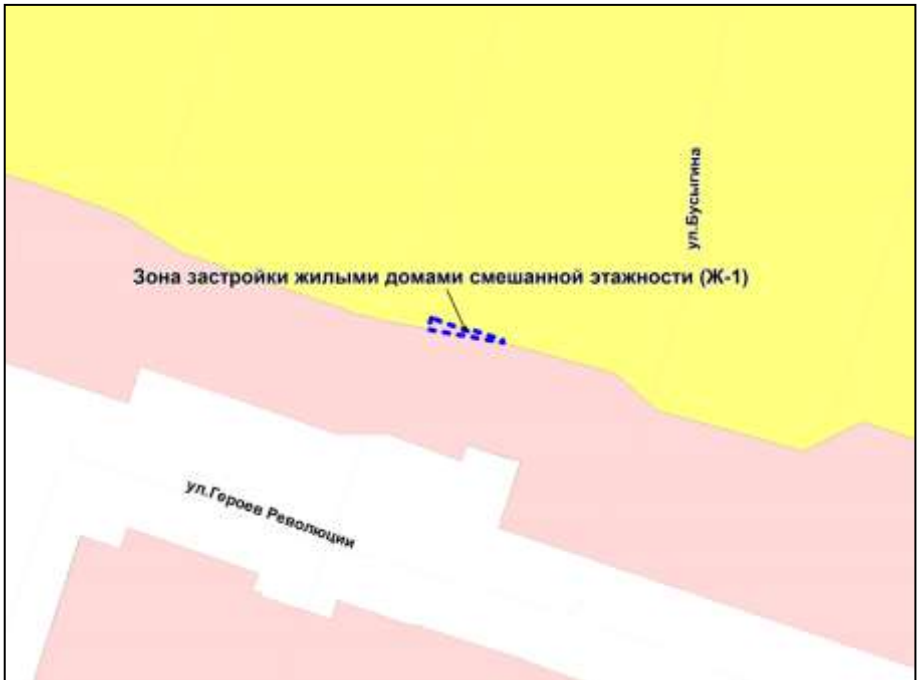 ул.Бусыгина
Зона застройки жилыми домами смешанной этажности (Ж-1)
ул.Героев Революции